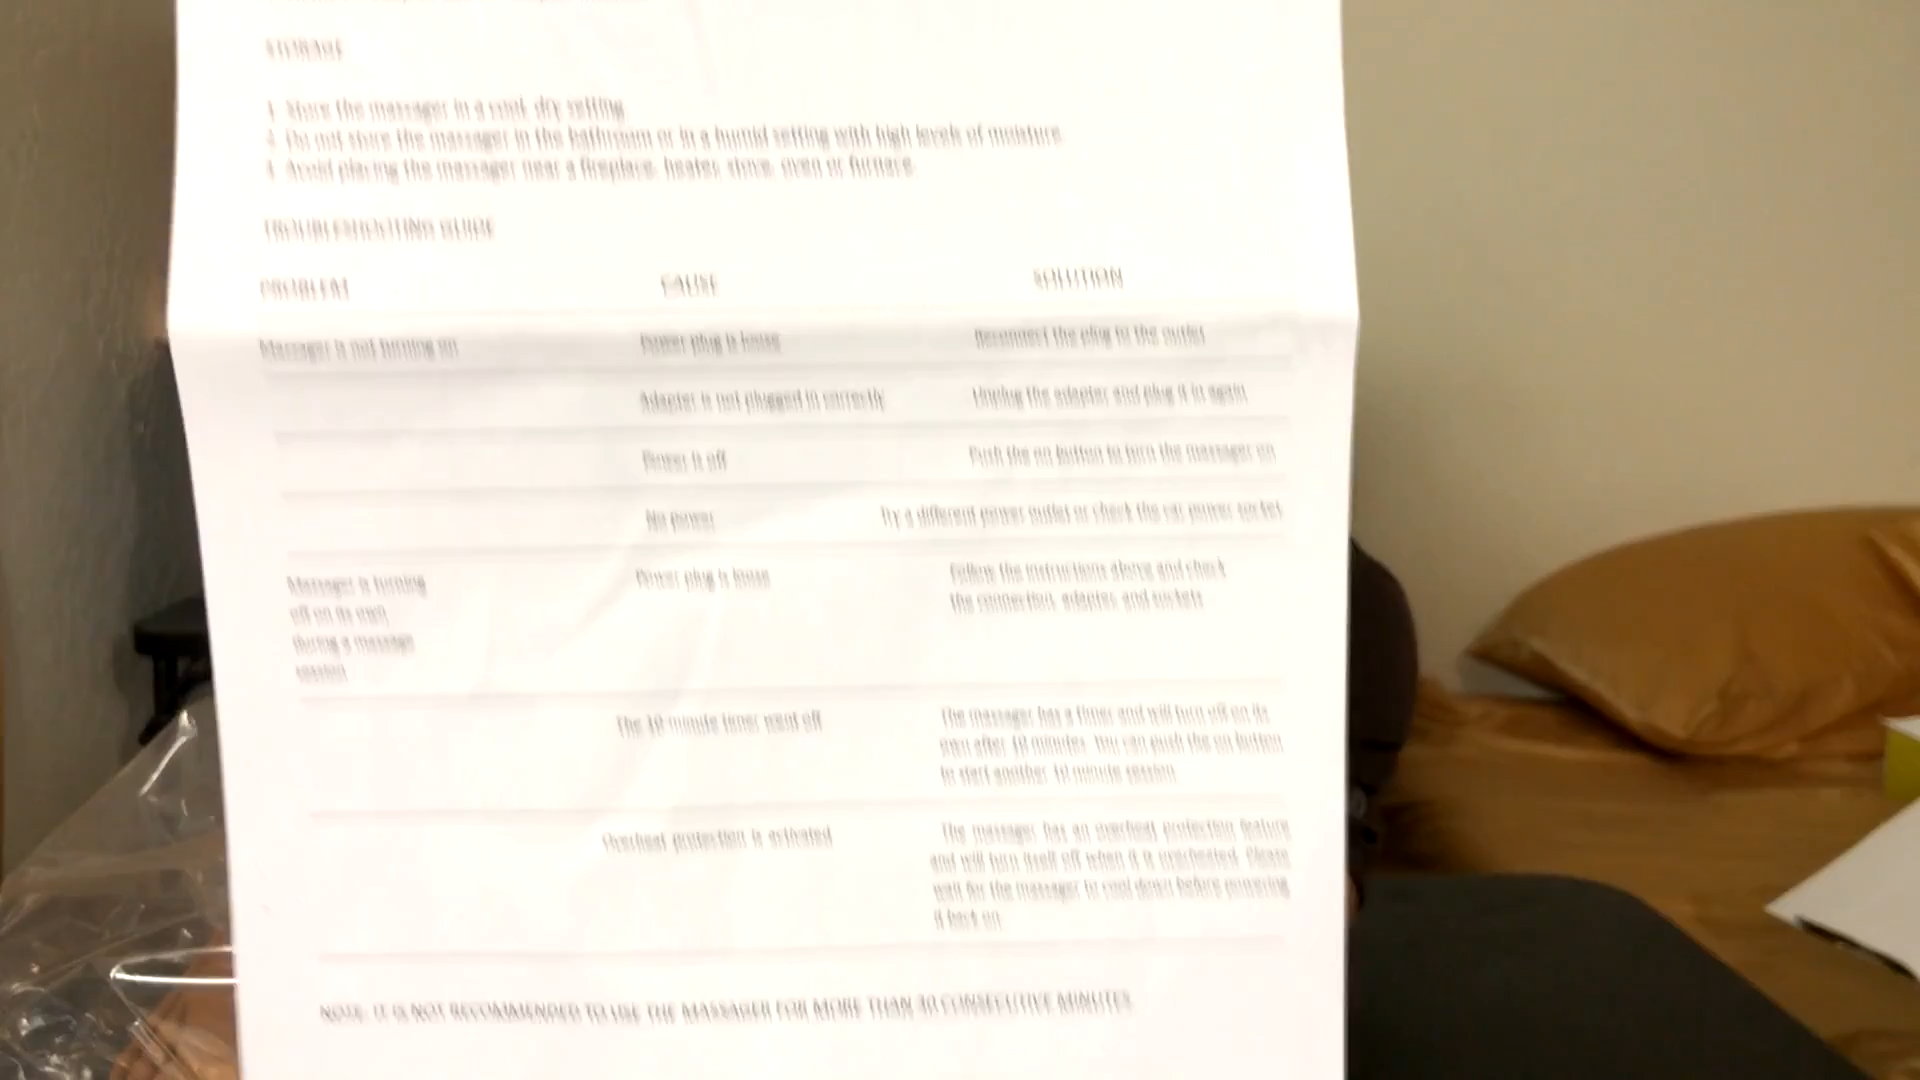 STORAGE
1. Store the massager in a cool, dry setting.
2. Do not store the massager in the bathroom or in a humid setting with high levels of moisture.
3. Avoid placing the massager near a fireplace, heater, stove, oven or furnace.
TROUBLESHOOTING GUIDE
PROBLEM CAUSE SOLUTION
Massager is not turning on Power plug is loose Reconnect the plug to the outlet
Adapter is not plugged in correctly Unplug the adapter and plug it in again
Power is off Push the on button to turn the massager on
No power Try a different power outlet or check the car power socket
Massager is turning Power plug is loose Follow the instructions above and check
off on its own the connection, adapter, and sockets
during a massage
session
The 10 minute timer went off The massager has a timer and will turn off on its
own after 10 minutes. You can push the on button
to start another 10 minute session
Overheat protection is activated The massager has an overheat protection feature
and will turn itself off when it is overheated. Please
wait for the massager to cool down before powering
it back on
NOTE: IT IS NOT RECOMMENDED TO USE THE MASSAGER FOR MORE THAN 30 CONSECUTIVE MINUTES